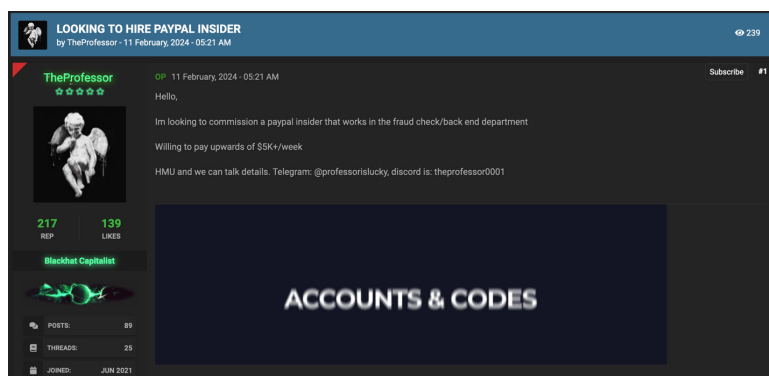 LOOKING TO HIRE PAYPAL INSIDER
by TheProfessor - 11 February, 2024 - 05:21 AM
239
TheProfessor
217
REP
139
LIKES
Blackhat Capitalist
POSTS: 89
THREADS: 25
JOINED: JUN 2021
OP 11 February, 2024 - 05:21 AM
Subscribe #1
Hello,
Im looking to commission a paypal insider that works in the fraud check/back end department
Willing to pay upwards of $5K+/week
HMU and we can talk details. Telegram: @professorislucky, discord is: theprofessor0001
ACCOUNTS & CODES